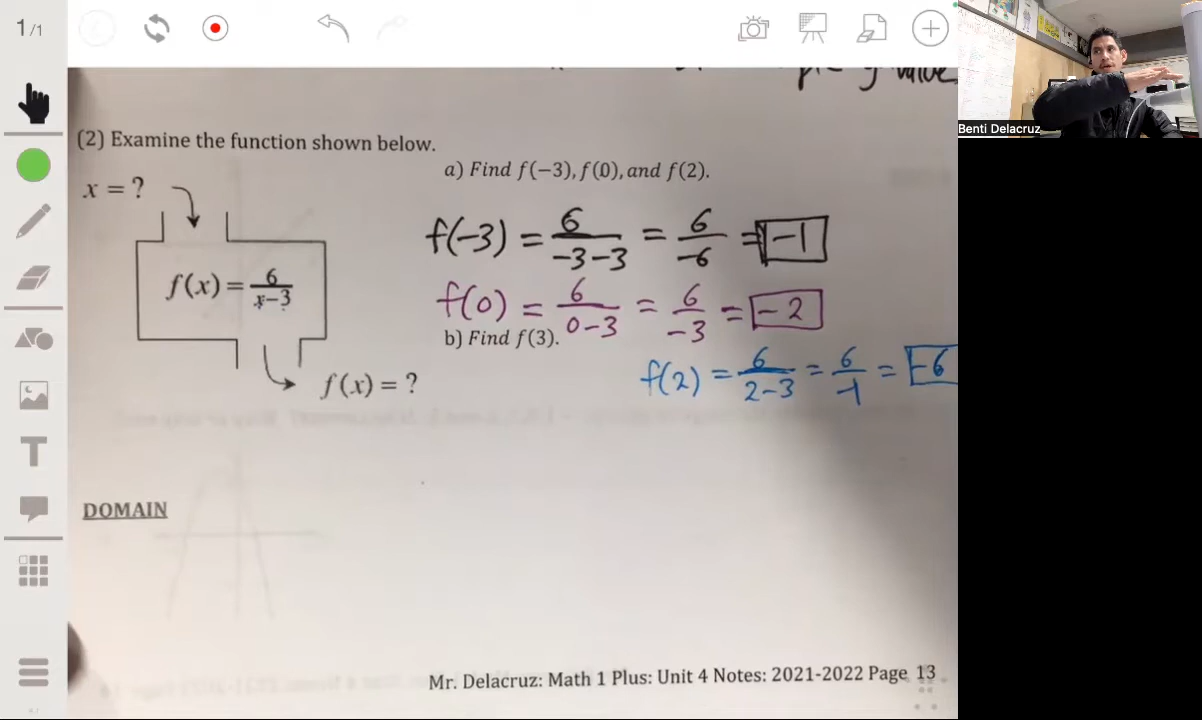 1/1
Benti Delacruz
(2) Examine the function shown below.
a) Find f(−3), f(0), and f(2).
x = ?
f(x) = 6/(x−3)
f(x) = ?
f(-3) = 6/(-3-3) = 6/-6 = -1
f(0) = 6/(0-3) = 6/-3 = -2
b) Find f(3).
f(2) = 6/(2-3) = 6/-1 = -6
DOMAIN
Mr. Delacruz: Math 1 Plus: Unit 4 Notes: 2021-2022 Page 13
T